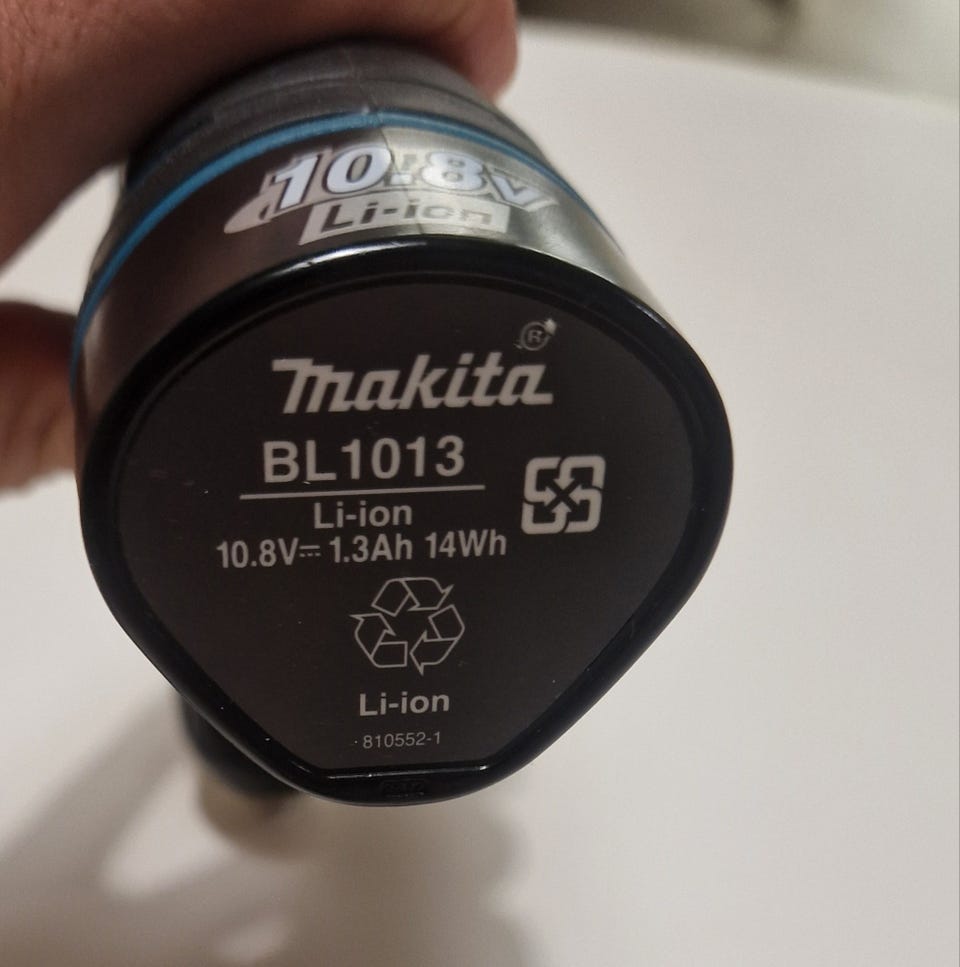 10.8v
Li-ion
makita®
BL1013
Li-ion
10.8V⎓ 1.3Ah 14Wh
Li-ion
810552-1